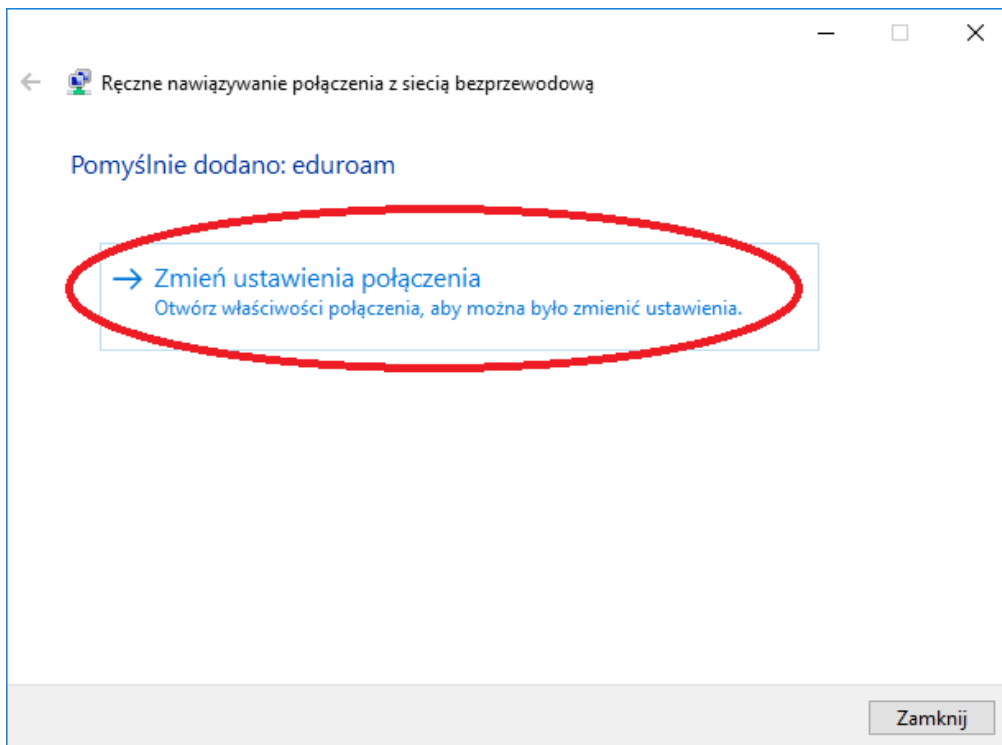 Ręczne nawiązywanie połączenia z siecią bezprzewodową
Pomyślnie dodano: eduroam
Zmień ustawienia połączenia
Otwórz właściwości połączenia, aby można było zmienić ustawienia.
Zamknij